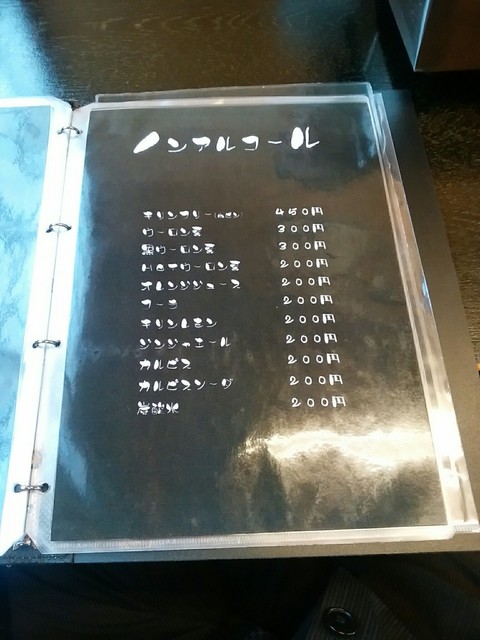 ノンアルコール
キリンフリー(小ビン) 450円
ウーロン茶 300円
黒ウーロン茶 300円
HOTウーロン茶 200円
オレンジジュース 200円
コーラ 200円
キリンレモン 200円
ジンジャエール 200円
カルピス 200円
カルピスソーダ 200円
炭酸水 200円